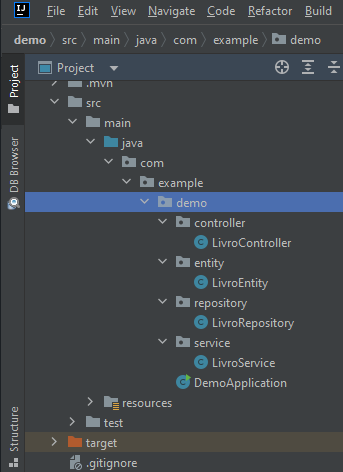 IJ File Edit View Navigate Code Refactor Build
demo src main java com example demo
Project
Project
.mvn
src
main
java
com
example
demo
controller
LivroController
entity
LivroEntity
repository
LivroRepository
service
LivroService
DemoApplication
resources
test
target
.gitignore
DB Browser
Structure